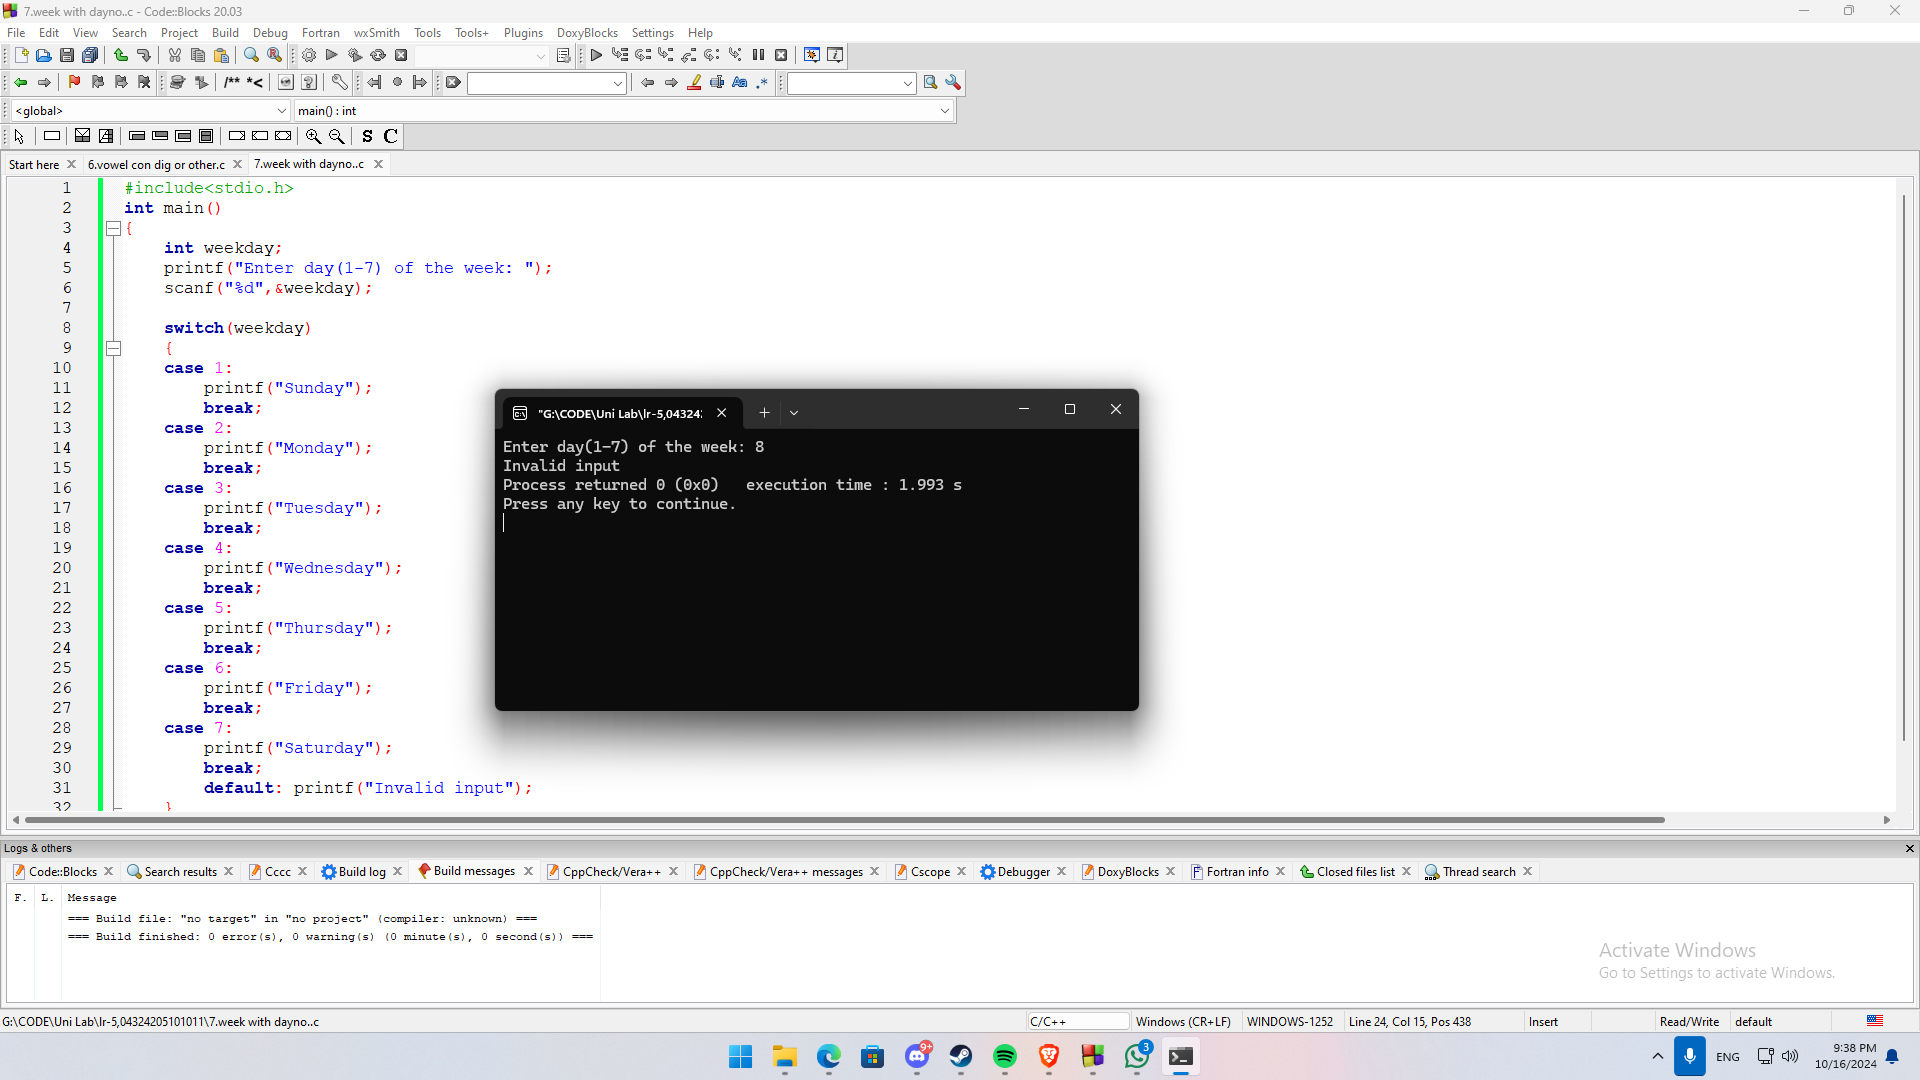 7.week with dayno..c - Code::Blocks 20.03
File Edit View Search Project Build Debug Fortran wxSmith Tools Tools+ Plugins DoxyBlocks Settings Help
/** *<
Aa .*
<global> main() : int
S C
Start here 6.vowel con dig or other.c 7.week with dayno..c
1 #include<stdio.h>
2 int main()
3 {
4 int weekday;
5 printf("Enter day(1-7) of the week: ");
6 scanf("%d",&weekday);
7
8 switch(weekday)
9 {
10 case 1:
11 printf("Sunday");
12 break;
13 case 2:
14 printf("Monday");
15 break;
16 case 3:
17 printf("Tuesday");
18 break;
19 case 4:
20 printf("Wednesday");
21 break;
22 case 5:
23 printf("Thursday");
24 break;
25 case 6:
26 printf("Friday");
27 break;
28 case 7:
29 printf("Saturday");
30 break;
31 default: printf("Invalid input");
32 }
"G:\CODE\Uni Lab\lr-5,04324:
Enter day(1-7) of the week: 8
Invalid input
Process returned 0 (0x0) execution time : 1.993 s
Press any key to continue.
Logs & others
Code::Blocks Search results Cccc Build log Build messages CppCheck/Vera++ CppCheck/Vera++ messages Cscope Debugger DoxyBlocks Fortran info Closed files list Thread search
F. L. Message
=== Build file: "no target" in "no project" (compiler: unknown) ===
=== Build finished: 0 error(s), 0 warning(s) (0 minute(s), 0 second(s)) ===
Activate Windows
Go to Settings to activate Windows.
G:\CODE\Uni Lab\lr-5,04324205101011\7.week with dayno..c C/C++ Windows (CR+LF) WINDOWS-1252 Line 24, Col 15, Pos 438 Insert Read/Write default
9+ 3 ENG 9:38 PM
10/16/2024